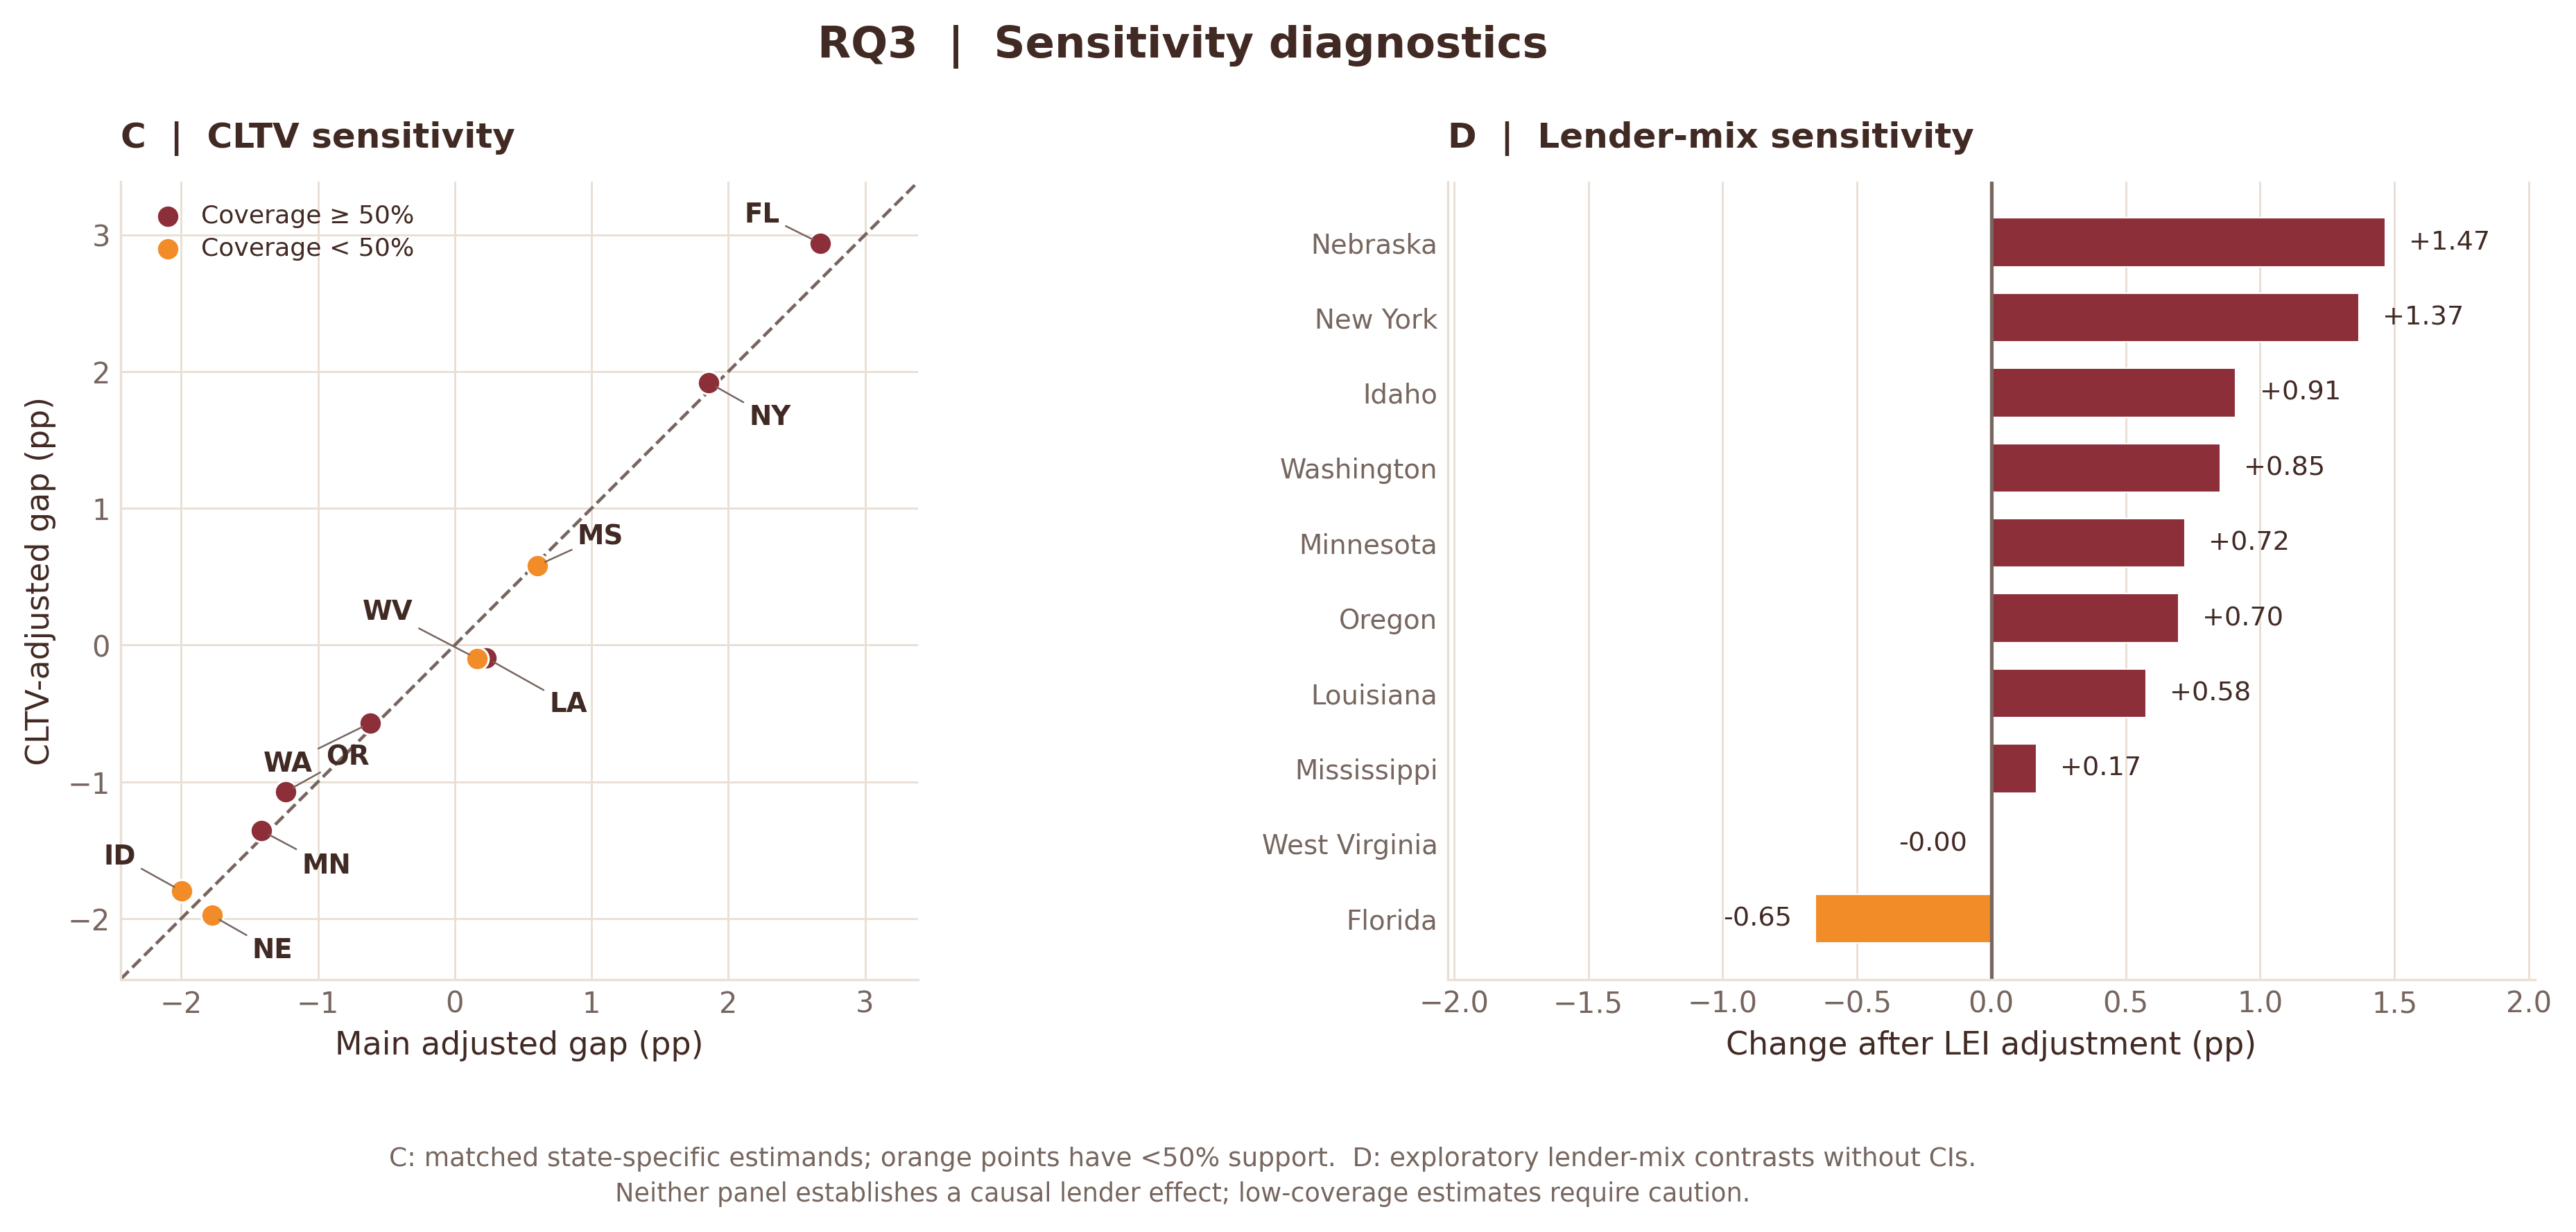 RQ3 | Sensitivity diagnostics
C | CLTV sensitivity
Coverage ≥ 50%
Coverage < 50%
CLTV-adjusted gap (pp)
3
2
1
0
−1
−2
FL
NY
MS
WV
LA
WA
OR
ID
MN
NE
−2
−1
0
1
2
3
Main adjusted gap (pp)
D | Lender-mix sensitivity
Nebraska +1.47
New York +1.37
Idaho +0.91
Washington +0.85
Minnesota +0.72
Oregon +0.70
Louisiana +0.58
Mississippi +0.17
West Virginia -0.00
Florida -0.65
−2.0
−1.5
−1.0
−0.5
0.0
0.5
1.0
1.5
2.0
Change after LEI adjustment (pp)
C: matched state-specific estimands; orange points have <50% support. D: exploratory lender-mix contrasts without CIs.
Neither panel establishes a causal lender effect; low-coverage estimates require caution.